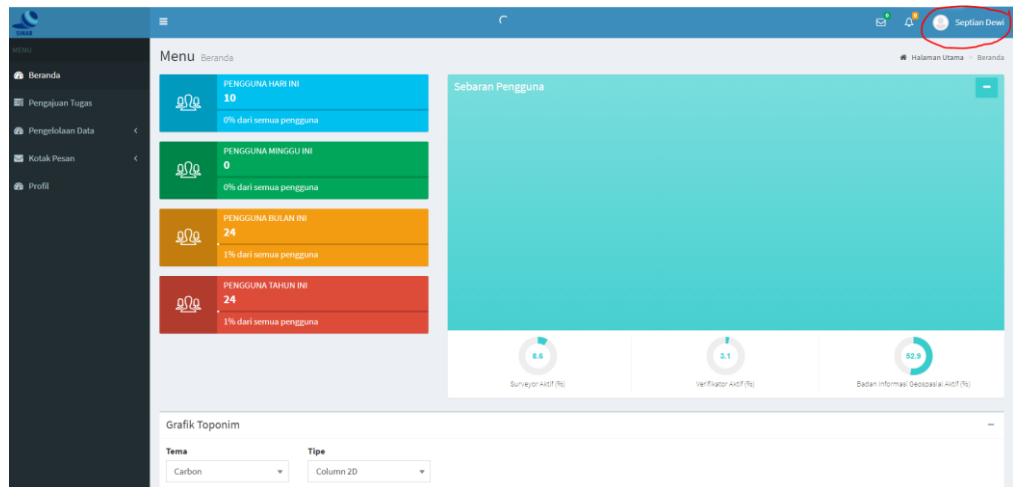 SINAR
Septian Dewi
MENU
Beranda
Pengajuan Tugas
Pengelolaan Data
Kotak Pesan
Profil
Menu Beranda
Halaman Utama > Beranda
PENGGUNA HARI INI
10
0% dari semua pengguna
PENGGUNA MINGGU INI
0
0% dari semua pengguna
PENGGUNA BULAN INI
24
1% dari semua pengguna
PENGGUNA TAHUN INI
24
1% dari semua pengguna
Sebaran Pengguna
8.6
Surveyor Aktif (%)
3.1
Verifikator Aktif (%)
52.9
Badan Informasi Geospasial Aktif (%)
Grafik Toponim
Tema
Tipe
Carbon
Column 2D